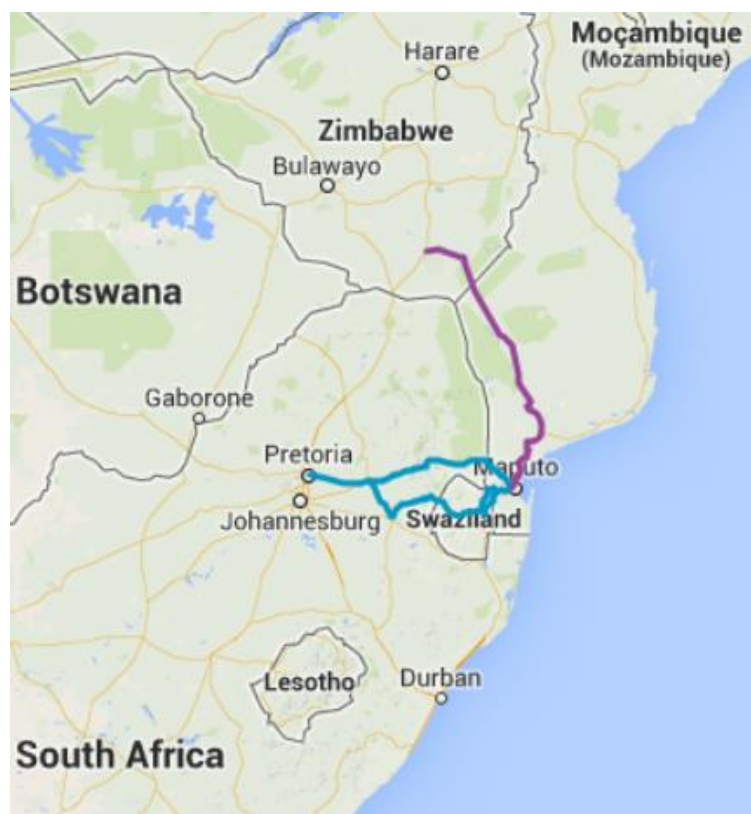 Moçambique
(Mozambique)
Harare
Zimbabwe
Bulawayo
Botswana
Gaborone
Pretoria
Maputo
Johannesburg
Swaziland
Lesotho
Durban
South Africa